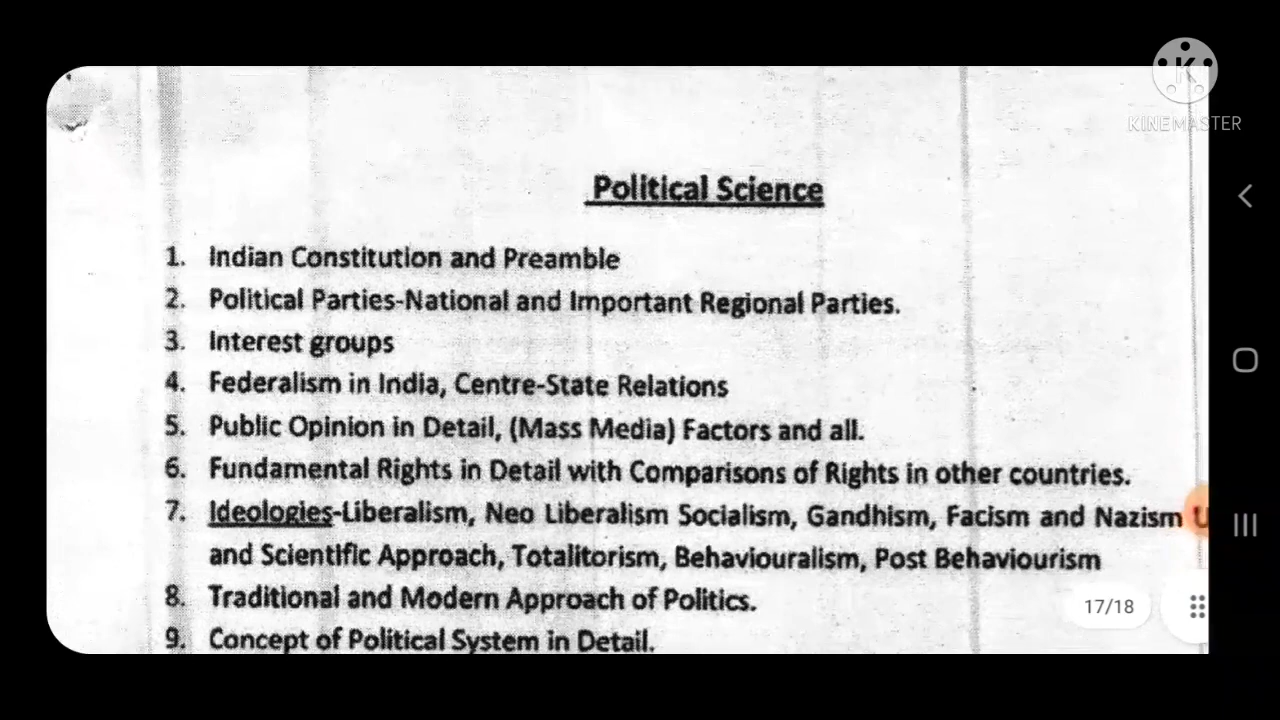 K
KINEMASTER
Political Science
1. Indian Constitution and Preamble
2. Political Parties-National and Important Regional Parties.
3. Interest groups
4. Federalism in India, Centre-State Relations
5. Public Opinion in Detail, (Mass Media) Factors and all.
6. Fundamental Rights in Detail with Comparisons of Rights in other countries.
7. Ideologies-Liberalism, Neo Liberalism Socialism, Gandhism, Facism and Nazism U
and Scientific Approach, Totalitorism, Behaviouralism, Post Behaviourism
8. Traditional and Modern Approach of Politics.
17/18
9. Concept of Political System in Detail.